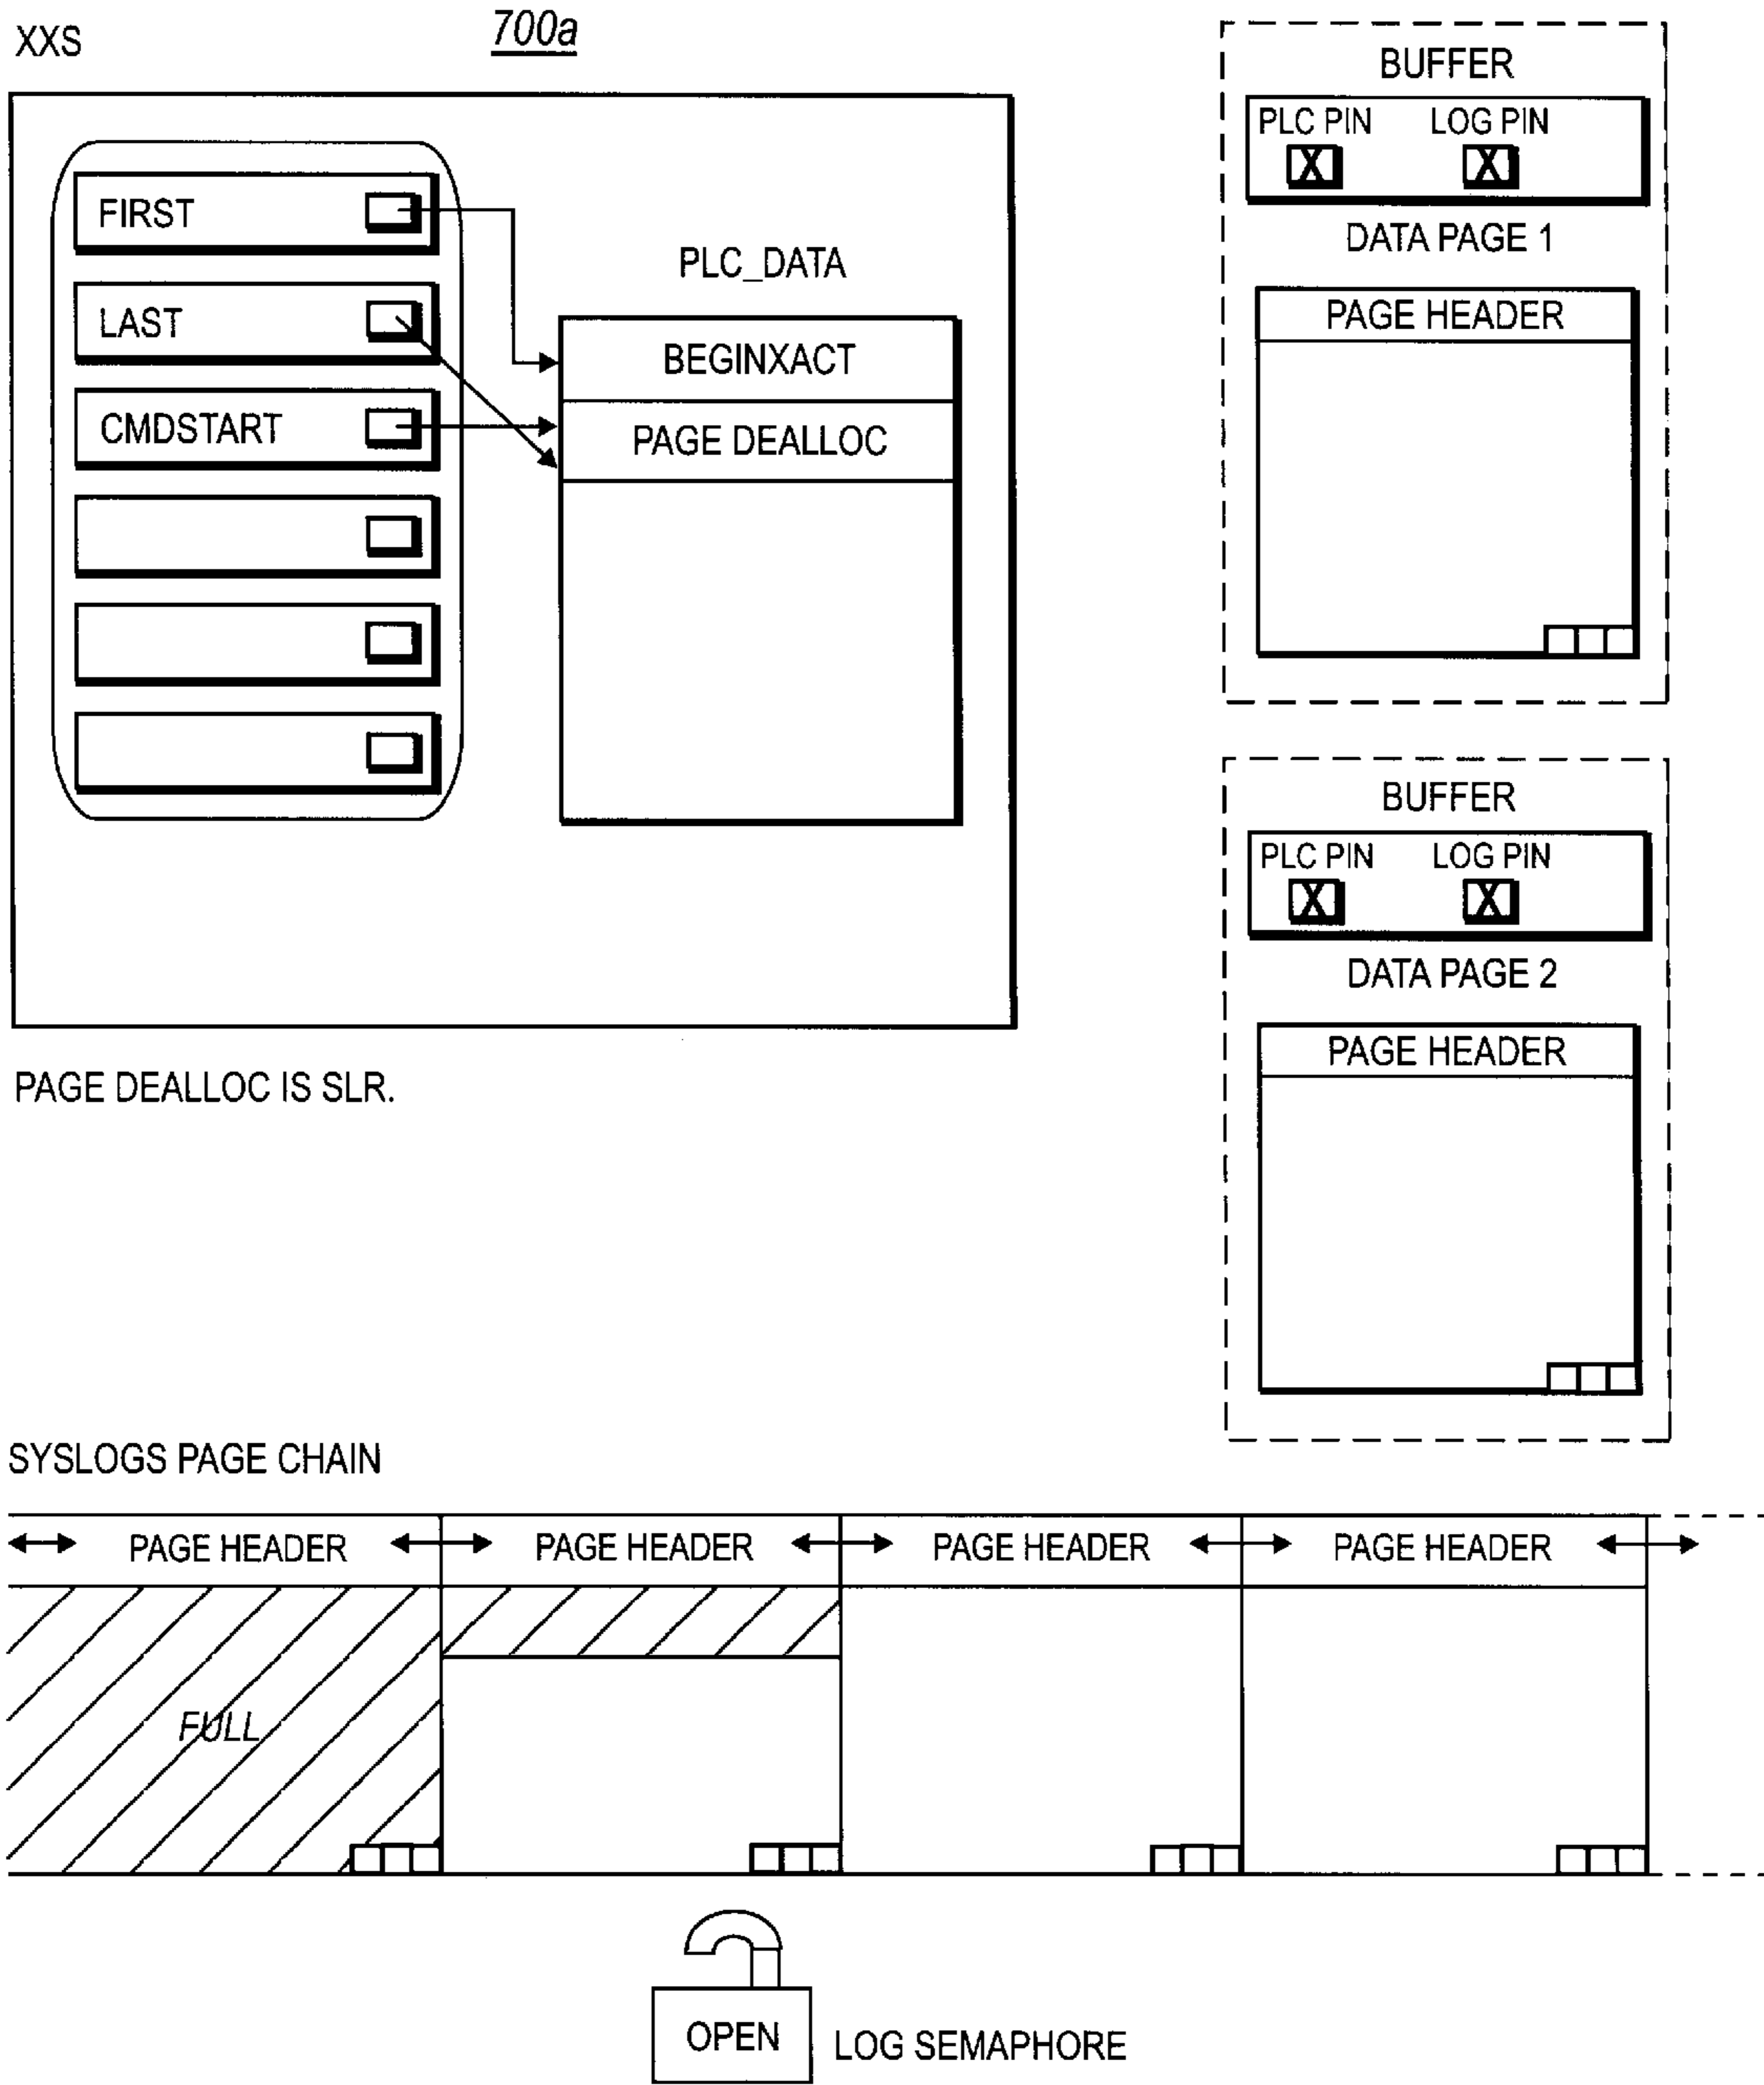 XXS
700a
FIRST
LAST
CMDSTART
PLC_DATA
BEGINXACT
PAGE DEALLOC
PAGE DEALLOC IS SLR.
BUFFER
PLC PIN LOG PIN
X X
DATA PAGE 1
PAGE HEADER
BUFFER
PLC PIN LOG PIN
X X
DATA PAGE 2
PAGE HEADER
SYSLOGS PAGE CHAIN
PAGE HEADER PAGE HEADER PAGE HEADER PAGE HEADER
FULL
OPEN
LOG SEMAPHORE